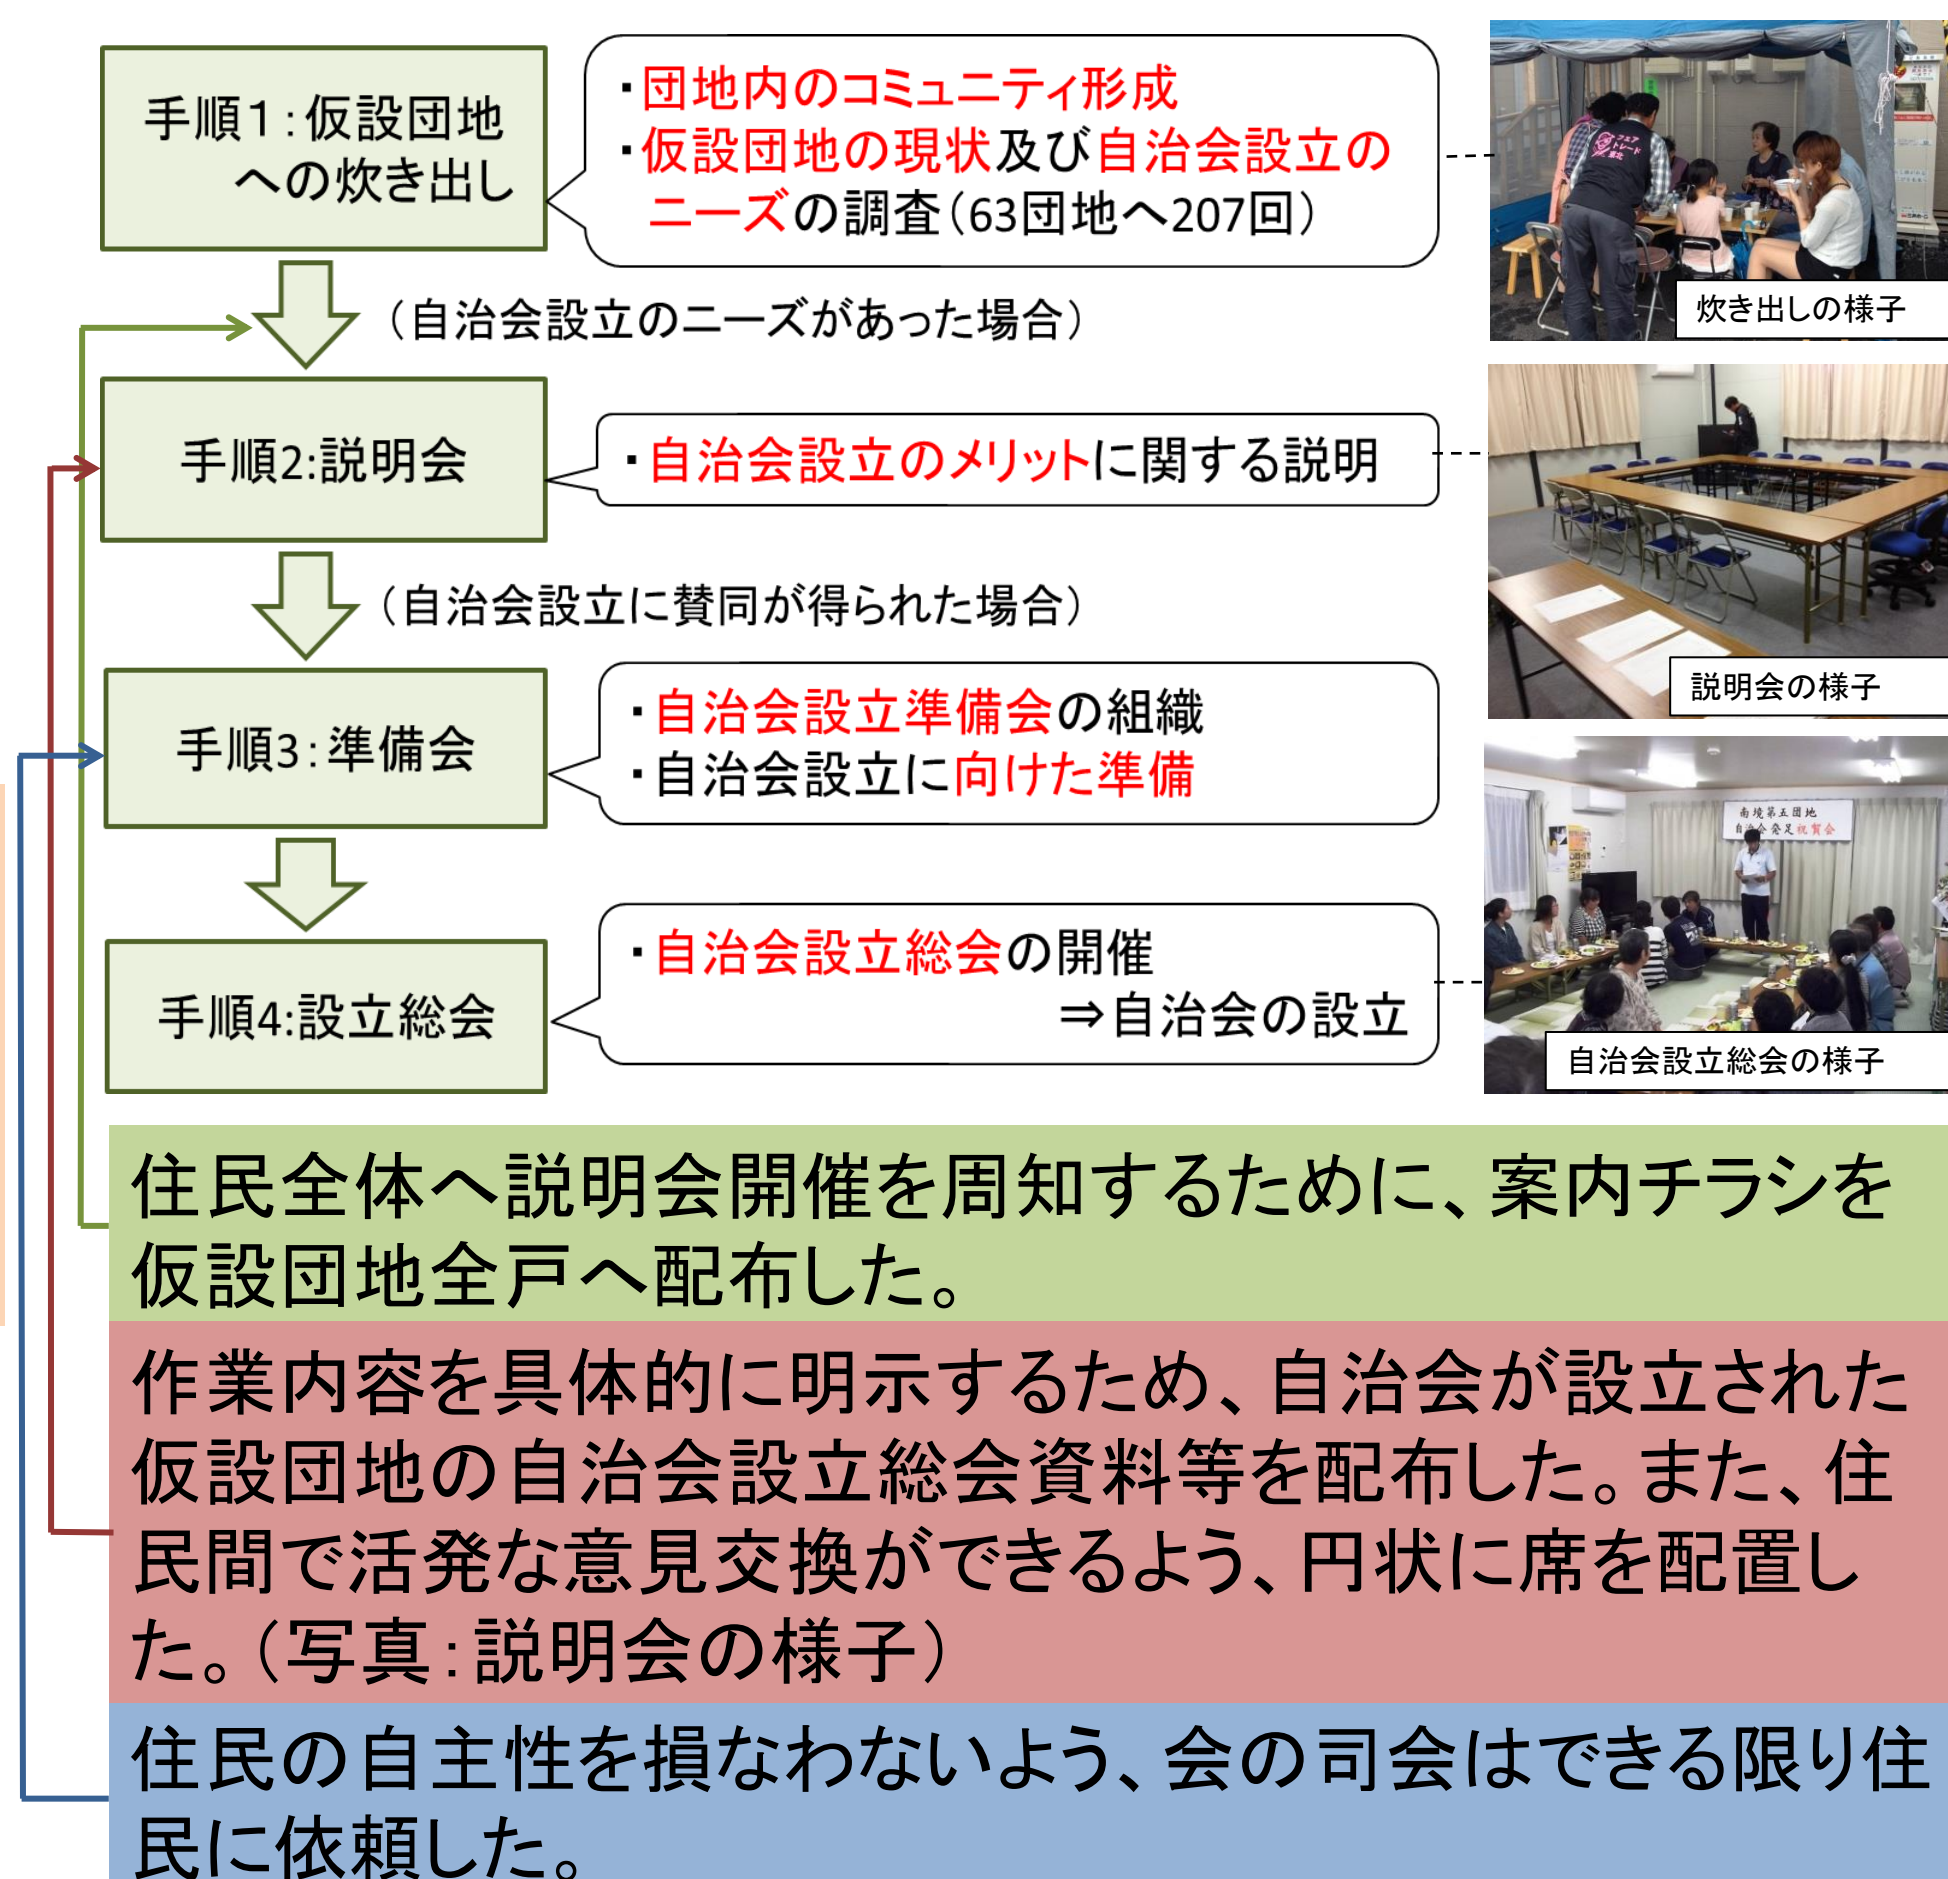 手順1：仮設団地
への炊き出し
・団地内のコミュニティ形成
・仮設団地の現状及び自治会設立の
ニーズの調査（63団地へ207回）
炊き出しの様子
（自治会設立のニーズがあった場合）
手順2:説明会
・自治会設立のメリットに関する説明
説明会の様子
（自治会設立に賛同が得られた場合）
手順3：準備会
・自治会設立準備会の組織
・自治会設立に向けた準備
南境第五団地
自治会発足祝賀会
手順4:設立総会
・自治会設立総会の開催
⇒自治会の設立
自治会設立総会の様子
住民全体へ説明会開催を周知するために、案内チラシを
仮設団地全戸へ配布した。
作業内容を具体的に明示するため、自治会が設立された
仮設団地の自治会設立総会資料等を配布した。また、住
民間で活発な意見交換ができるよう、円状に席を配置し
た。（写真：説明会の様子）
住民の自主性を損なわないよう、会の司会はできる限り住
民に依頼した。